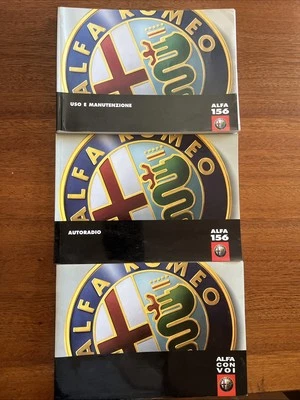 ALFA ROMEO
USO E MANUTENZIONE
ALFA
156
ALFA ROMEO
AUTORADIO
ALFA
156
ALFA ROMEO
ALFA
CON
VOI